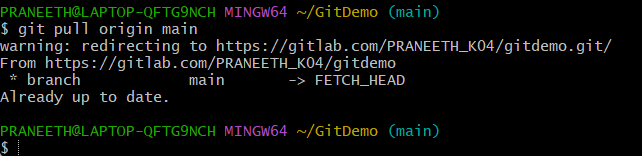 PRANEETH@LAPTOP-QFTG9NCH MINGW64 ~/GitDemo (main)
$ git pull origin main
warning: redirecting to https://gitlab.com/PRANEETH_K04/gitdemo.git/
From https://gitlab.com/PRANEETH_K04/gitdemo
 * branch            main       -> FETCH_HEAD
Already up to date.
PRANEETH@LAPTOP-QFTG9NCH MINGW64 ~/GitDemo (main)
$